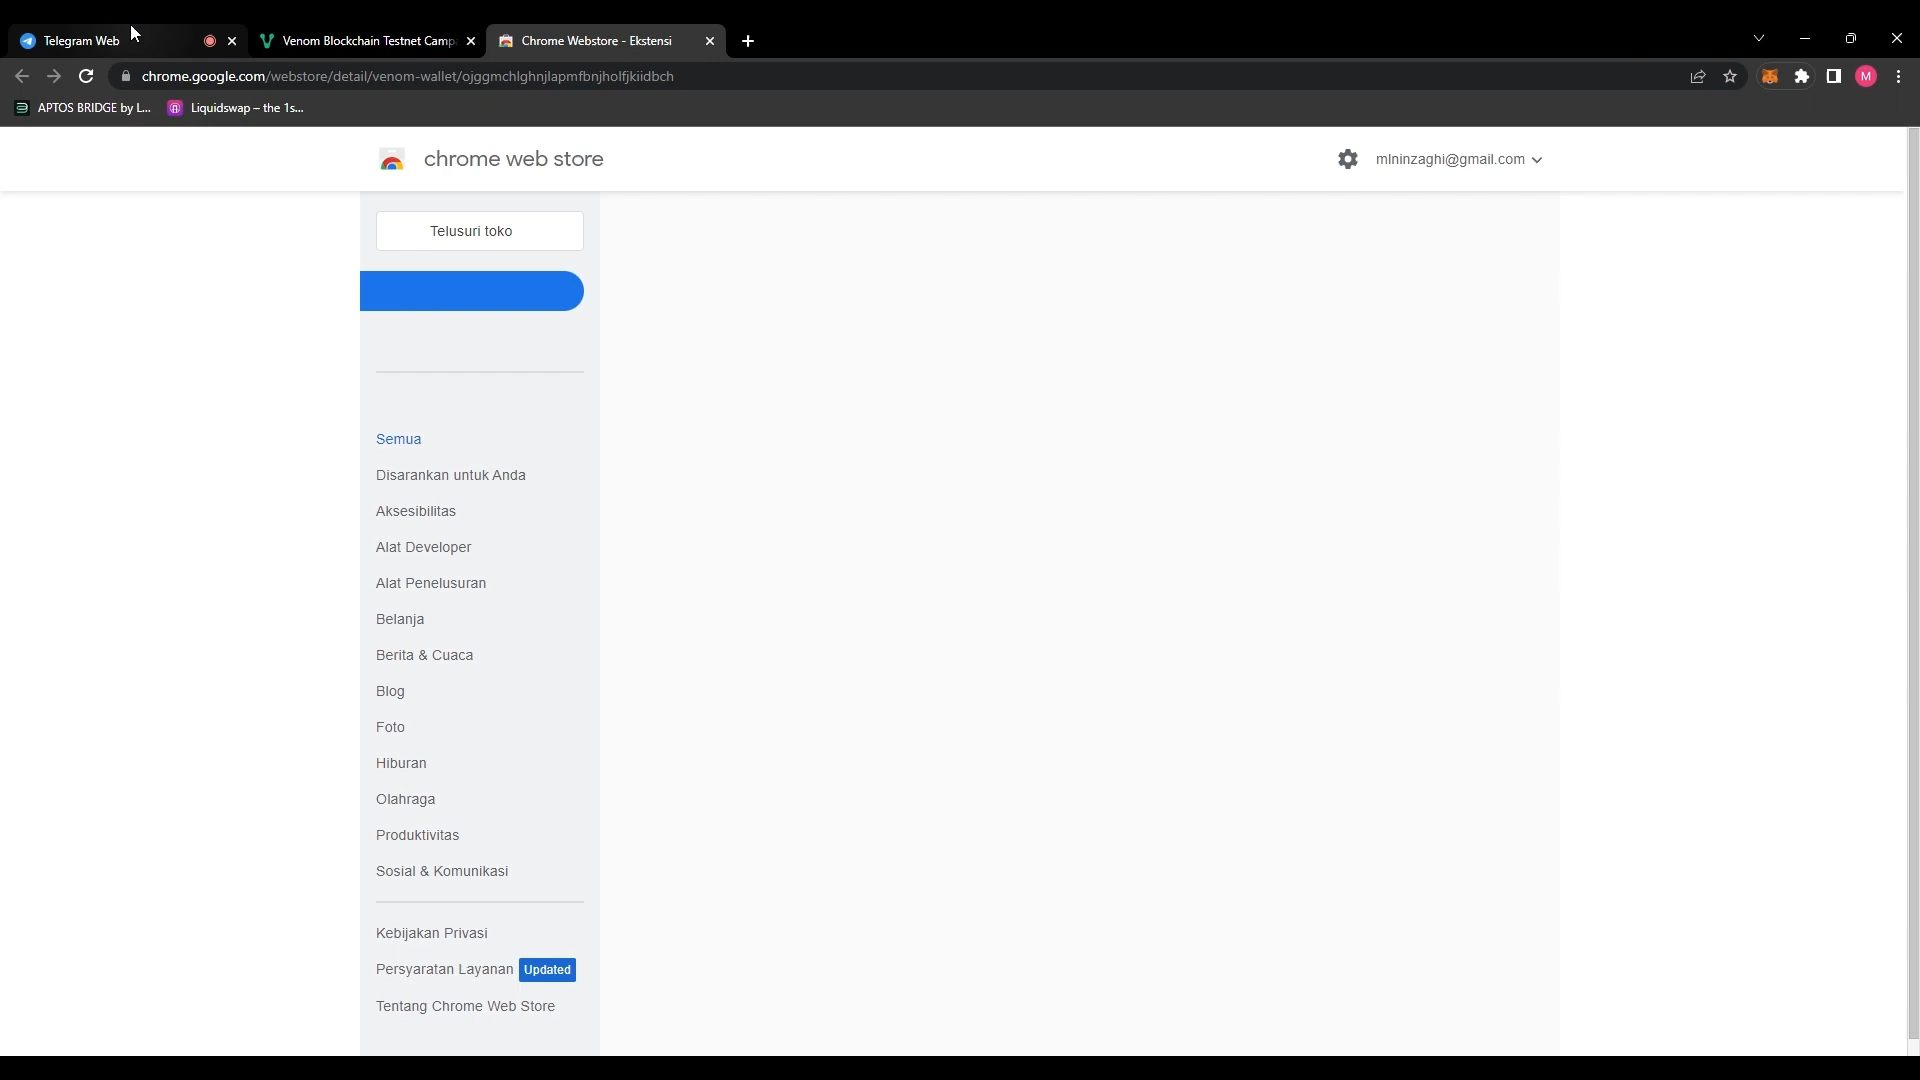 Telegram Web
Venom Blockchain Testnet Camp
Chrome Webstore - Ekstensi
chrome.google.com/webstore/detail/venom-wallet/ojggmchlghnjlapmfbnjholfjkiidbch
M
APTOS BRIDGE by L...
Liquidswap – the 1s...
chrome web store
mlninzaghi@gmail.com
Telusuri toko
Semua
Disarankan untuk Anda
Aksesibilitas
Alat Developer
Alat Penelusuran
Belanja
Berita & Cuaca
Blog
Foto
Hiburan
Olahraga
Produktivitas
Sosial & Komunikasi
Kebijakan Privasi
Persyaratan Layanan Updated
Tentang Chrome Web Store